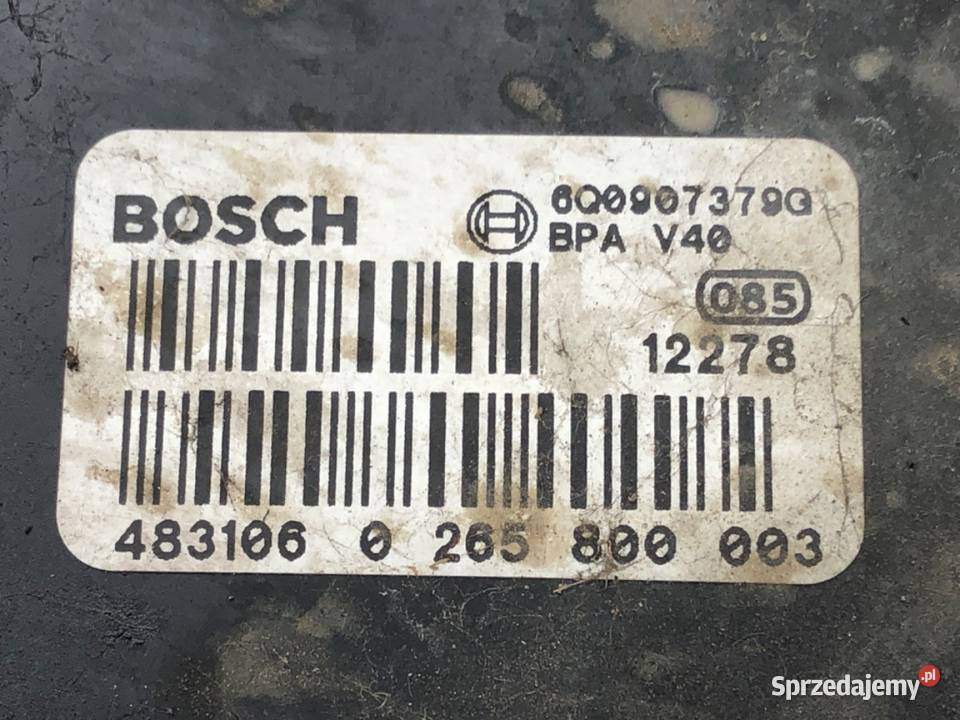 BOSCH
6Q0907379G
BPA V40
085
12278
483106 0 265 800 003
Sprzedajemy.pl